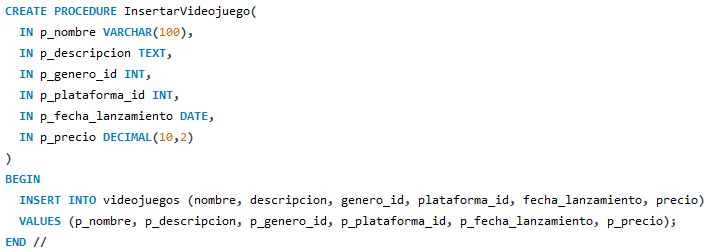 CREATE PROCEDURE InsertarVideojuego(
  IN p_nombre VARCHAR(100),
  IN p_descripcion TEXT,
  IN p_genero_id INT,
  IN p_plataforma_id INT,
  IN p_fecha_lanzamiento DATE,
  IN p_precio DECIMAL(10,2)
)
BEGIN
  INSERT INTO videojuegos (nombre, descripcion, genero_id, plataforma_id, fecha_lanzamiento, precio)
  VALUES (p_nombre, p_descripcion, p_genero_id, p_plataforma_id, p_fecha_lanzamiento, p_precio);
END //